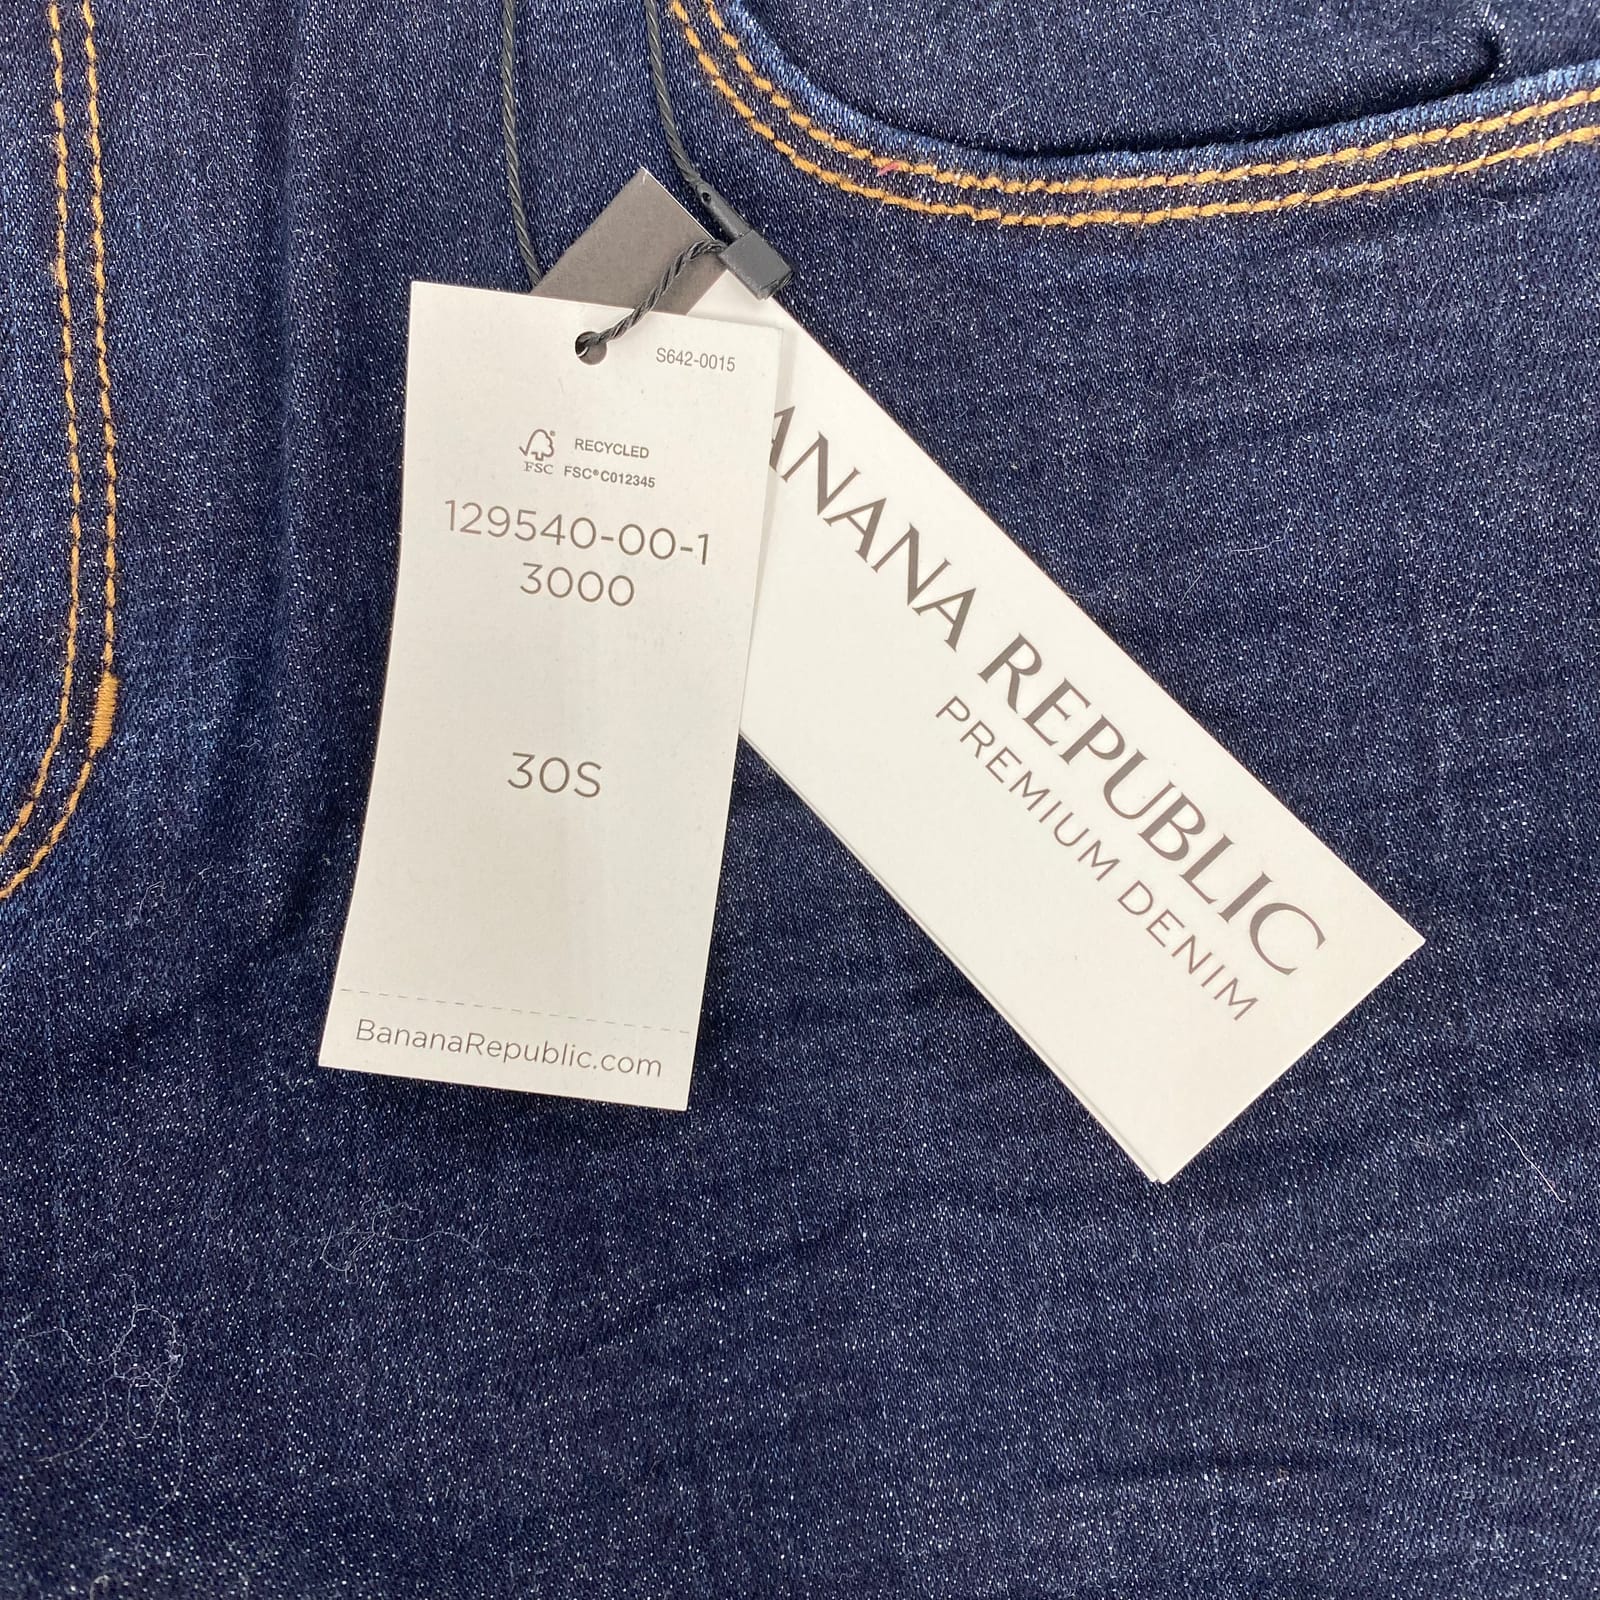 S642-0015
RECYCLED
FSC FSC® C012345
129540-00-1
3000
30S
BananaRepublic.com
ANANA REPUBLIC
PREMIUM DENIM